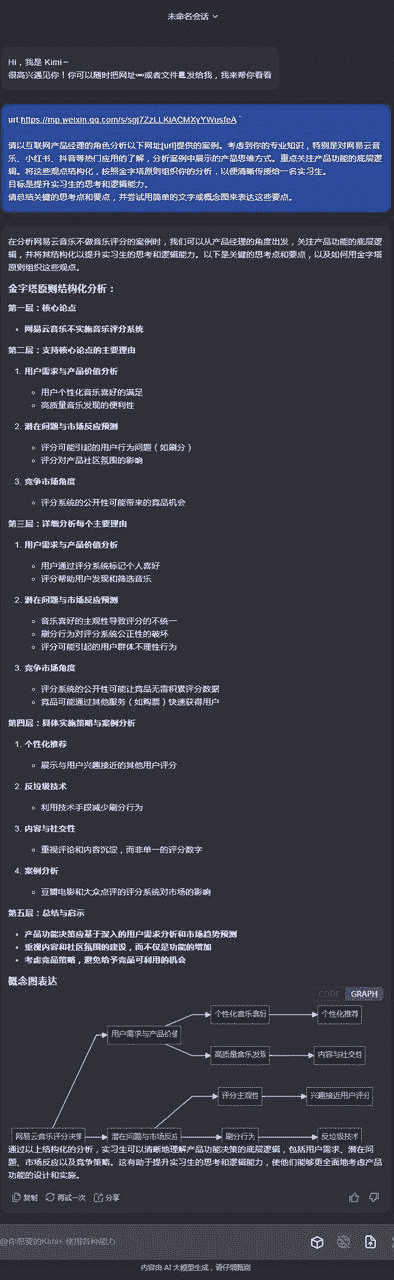 未命名会话
Hi，我是 Kimi～
很高兴遇见你！你可以随时把网址🔗或者文件📃发给我，我来帮你看看
url:https://mp.weixin.qq.com/s/
请以互联网产品经理的角色分析以下网址[url]提供的案例。考虑到你的专业知识，特别是对网易云音
乐、小红书、抖音等热门应用的了解，分析案例中展示的产品思维方式。重点关注产品功能的底层逻
辑。将这些观点结构化，按照金字塔原则组织你的分析，以便清晰传授给一名实习生。
目标是提升实习生的思考和逻辑能力。
请总结关键的思考点和要点，并尝试用简单的文字或概念图来表达这些要点。
在分析网易云音乐不做音乐评分的案例时，我们可以从产品经理的角度出发，关注产品功能的底层逻
辑，并将其结构化以提升实习生的思考和逻辑能力。以下是关键的思考点和要点，以及如何用金字
塔原则组织这些观点。
金字塔原则结构化分析：
第一层：核心论点
• 网易云音乐不实施音乐评分系统
第二层：支持核心论点的主要理由
1. 用户需求与产品价值分析
◦ 用户个性化音乐喜好的满足
◦ 高质量音乐发现的便利性
2. 潜在问题与市场反应预测
◦ 评分可能引起的用户行为问题（如刷分）
◦ 评分对产品社区氛围的影响
3. 竞争市场角度
◦ 评分系统的公开性可能带来的竞品机会
第三层：详细分析每个主要理由
1. 用户需求与产品价值分析
◦ 用户通过评分系统标记个人喜好
◦ 评分帮助用户发现和筛选音乐
2. 潜在问题与市场反应预测
◦ 音乐喜好的主观性导致评分的不统一
◦ 刷分行为对评分系统公正性的破坏
◦ 评分可能引起的用户群体不理性行为
3. 竞争市场角度
◦ 评分系统的公开性可能让竞品无需积累评分数据
◦ 竞品可能通过其他服务（如购票）快速获得用户
第四层：具体实施策略与案例分析
1. 个性化推荐
◦ 展示与用户兴趣接近的其他用户评分
2. 反垃圾技术
◦ 利用技术手段减少刷分行为
3. 内容与社交性
◦ 重视评论和内容沉淀，而非单一的评分数字
4. 案例分析
◦ 豆瓣电影和大众点评的评分系统对市场的影响
第五层：总结与启示
• 产品功能决策应基于深入的用户需求分析和市场趋势预测
• 重视内容和社区氛围的建设，而不仅是功能的增加
• 考虑竞品策略，避免给予竞品可利用的机会
概念图表达
CODE GRAPH
个性化音乐喜好 个性化推荐
用户需求与产品价值
高质量音乐发现 内容与社交性
评分主观性 兴趣接近用户评分
网易云音乐评分决策 潜在问题与市场反应 刷分行为 反垃圾技术
通过以上结构化的分析，实习生可以清晰地理解产品功能决策的底层逻辑，包括用户需求、潜在问
题、市场反应以及竞争策略。这有助于提升实习生的思考和逻辑能力，使他们能够更全面地考虑产品
功能的设计和实施。
复制 再试一次 分享
@你想要的Kimi+ 使用各种能力
内容由 AI 大模型生成，请仔细甄别